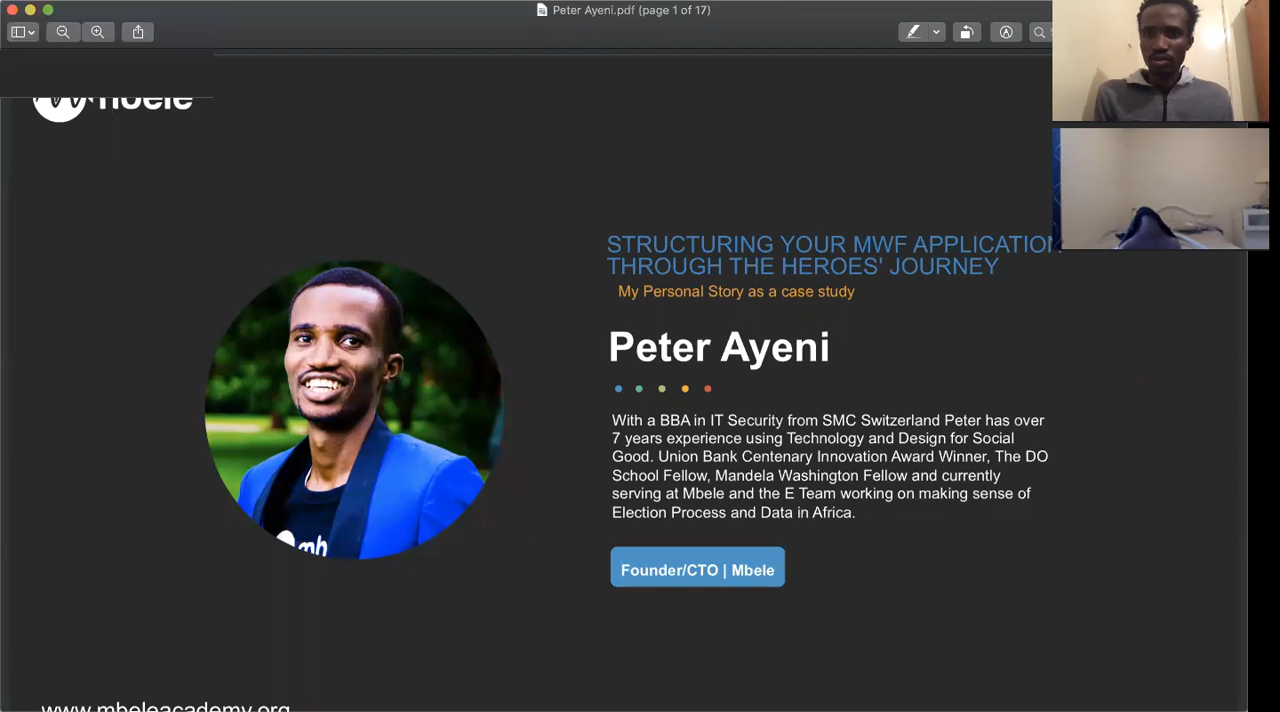 Peter Ayeni.pdf (page 1 of 17)
mbele
STRUCTURING YOUR MWF APPLICATION
THROUGH THE HEROES' JOURNEY
My Personal Story as a case study
Peter Ayeni
With a BBA in IT Security from SMC Switzerland Peter has over
7 years experience using Technology and Design for Social
Good. Union Bank Centenary Innovation Award Winner, The DO
School Fellow, Mandela Washington Fellow and currently
serving at Mbele and the E Team working on making sense of
Election Process and Data in Africa.
Founder/CTO | Mbele
www.mbeleacademy.org